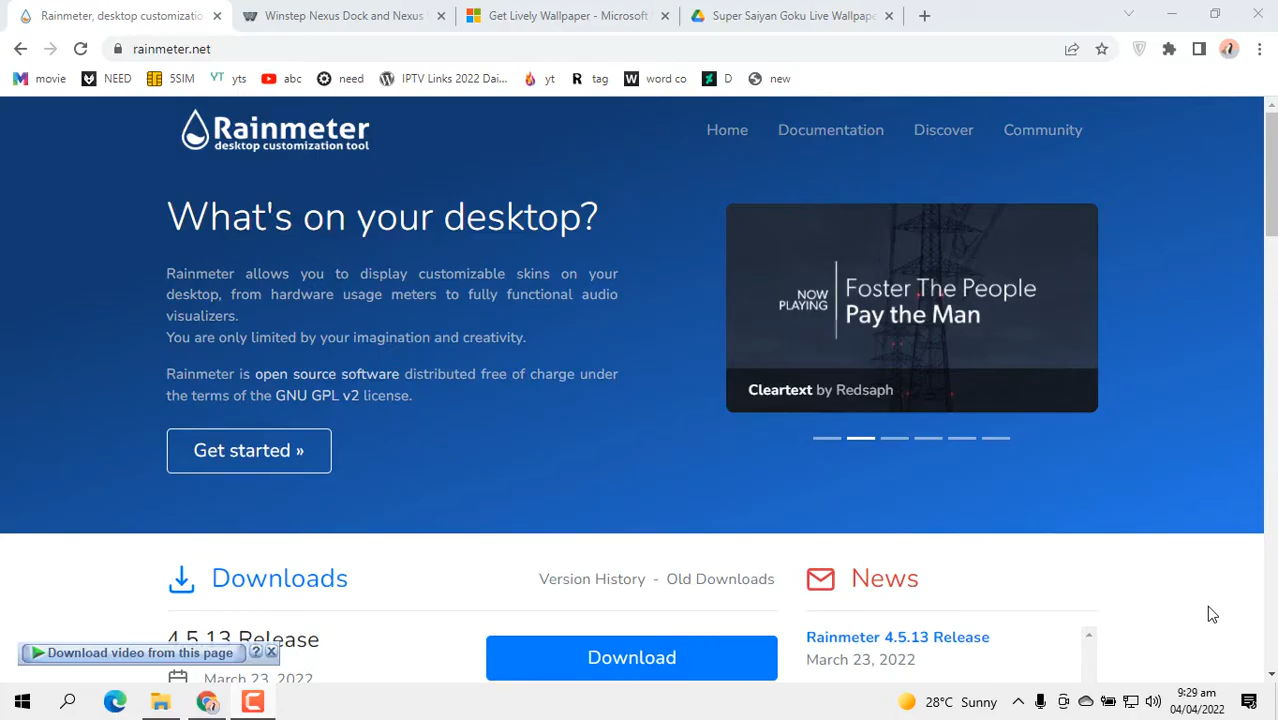 Rainmeter, desktop customizatio
Winstep Nexus Dock and Nexus
Get Lively Wallpaper - Microsoft
Super Saiyan Goku Live Wallpape
rainmeter.net
movie
NEED
5SIM
YT yts
abc
need
IPTV Links 2022 Dai...
yt
R tag
W word co
D
new
Rainmeter
desktop customization tool
Home Documentation Discover Community
What's on your desktop?
Rainmeter allows you to display customizable skins on your
desktop, from hardware usage meters to fully functional audio
visualizers.
You are only limited by your imagination and creativity.
Rainmeter is open source software distributed free of charge under
the terms of the GNU GPL v2 license.
Get started »
NOW
PLAYING
Foster The People
Pay the Man
Cleartext by Redsaph
Downloads
Version History - Old Downloads
News
4.5.13 Release
March 23, 2022
Download
Rainmeter 4.5.13 Release
March 23, 2022
Download video from this page ?
28°C Sunny
9:29 am
04/04/2022